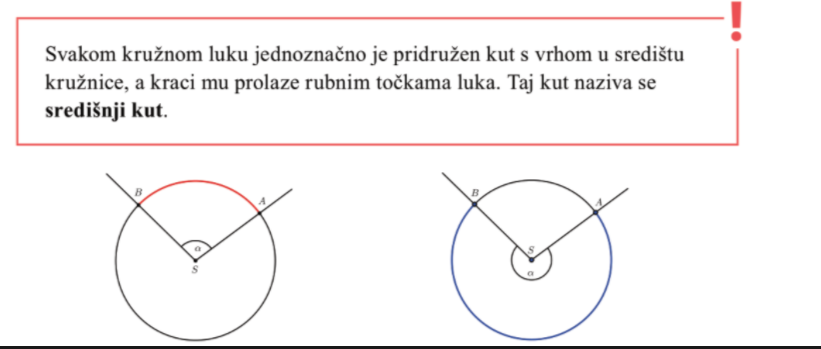 !
Svakom kružnom luku jednoznačno je pridružen kut s vrhom u središtu
kružnice, a kraci mu prolaze rubnim točkama luka. Taj kut naziva se
središnji kut.
B
A
α
S
B
A
S
α